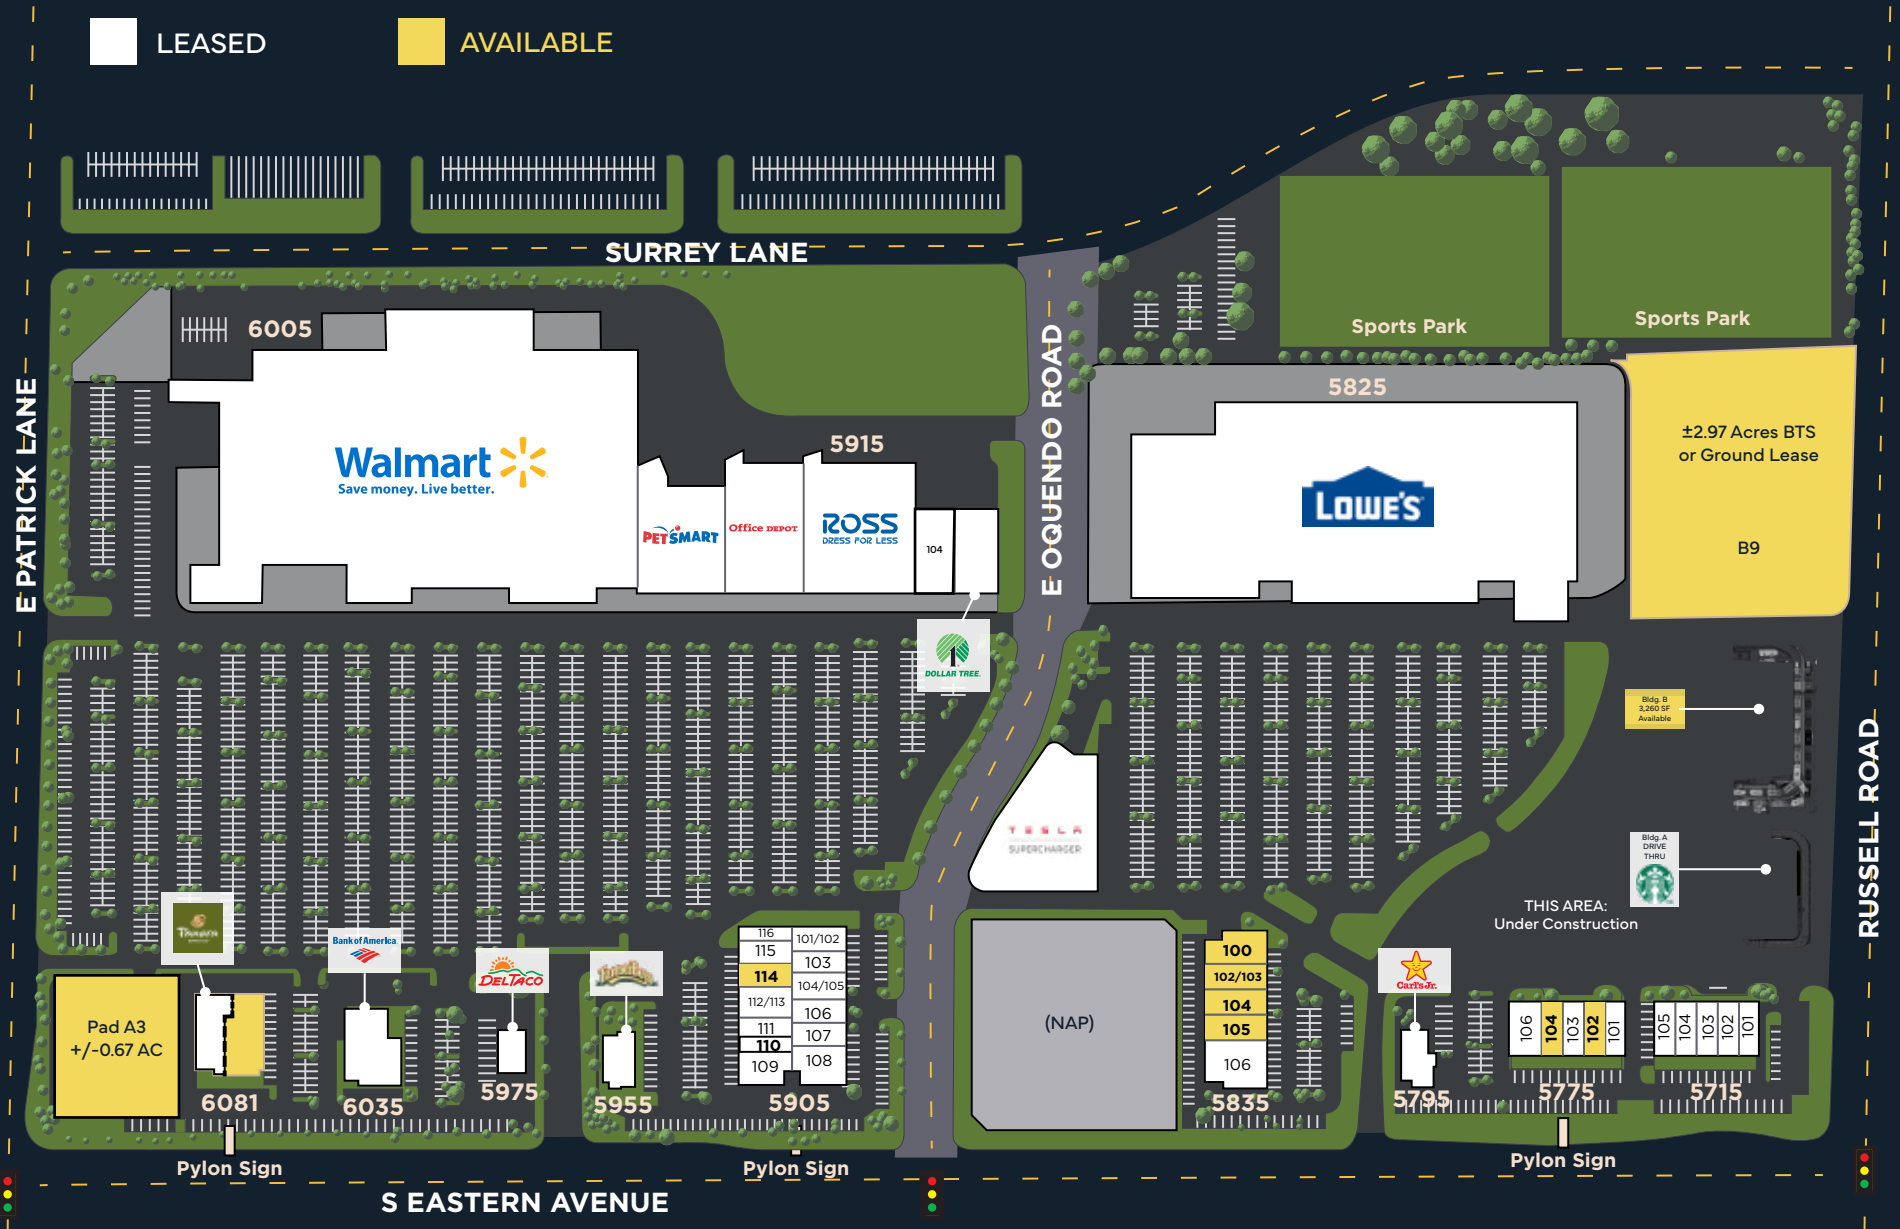 LEASED
AVAILABLE
SURREY LANE
E PATRICK LANE
E OQUENDO ROAD
RUSSELL ROAD
S EASTERN AVENUE
Sports Park
Sports Park
6005
Walmart
Save money. Live better.
5915
PETSMART
Office DEPOT
ROSS
DRESS FOR LESS
104
DOLLAR TREE.
5825
LOWE'S
±2.97 Acres BTS
or Ground Lease
B9
Bldg. B
3,260 SF
Available
Bldg. A
DRIVE
THRU
THIS AREA:
Under Construction
TESLA
SUPERCHARGER
Pad A3
+/-0.67 AC
6081
Bank of America
6035
DEL TACO
5975
5955
116
115
114
112/113
111
110
109
101/102
103
104/105
106
107
108
5905
(NAP)
100
102/103
104
105
106
5835
Carl's Jr.
5795
106
104
103
102
101
5775
105
104
103
102
101
5715
Pylon Sign
Pylon Sign
Pylon Sign